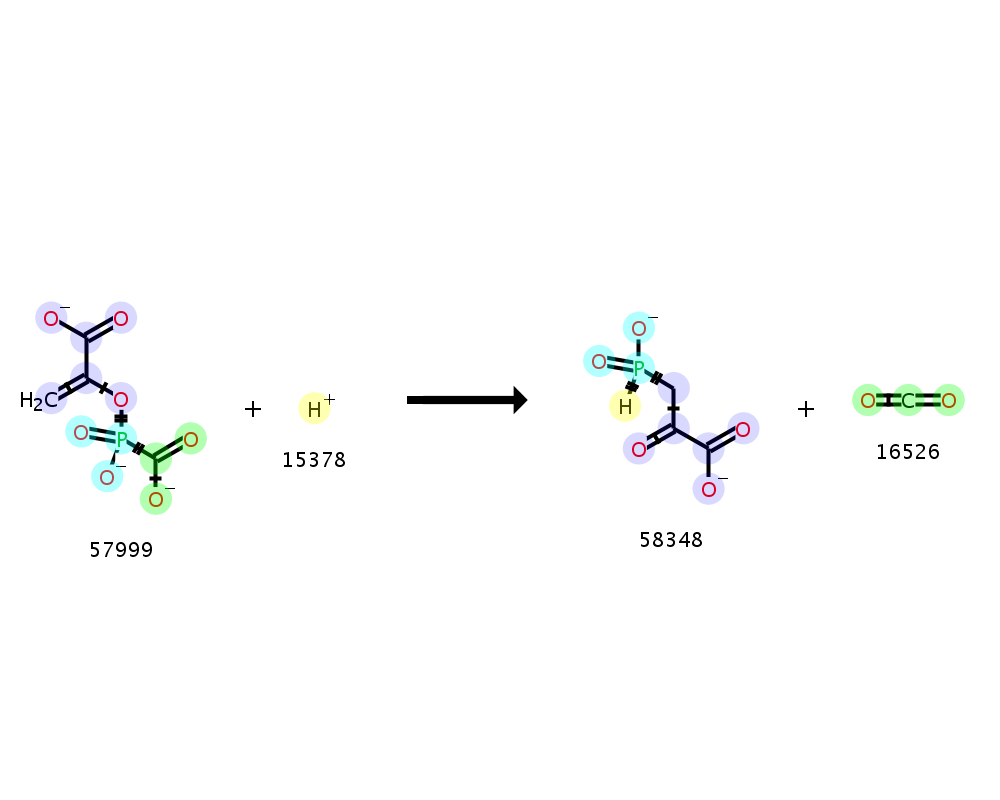 O⁻ O O⁻
H₂C O + H⁺ O P O + O C O
O P O H O
O⁻ O⁻ O⁻
15378 16526
57999 58348